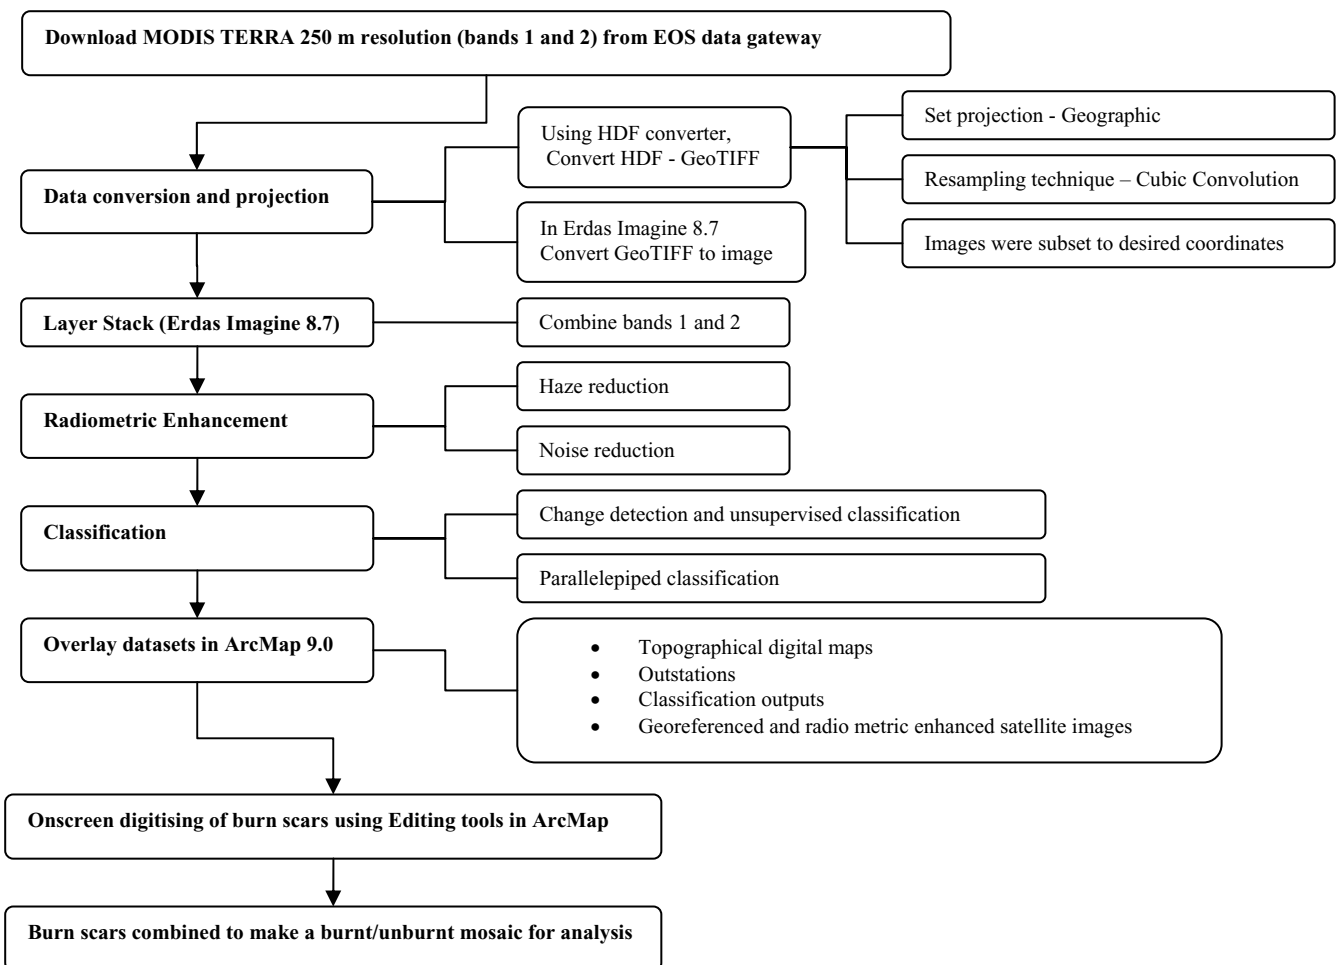 Download MODIS TERRA 250 m resolution (bands 1 and 2) from EOS data gateway
Using HDF converter,
Convert HDF - GeoTIFF
Set projection - Geographic
Resampling technique – Cubic Convolution
Images were subset to desired coordinates
Data conversion and projection
In Erdas Imagine 8.7
Convert GeoTIFF to image
Layer Stack (Erdas Imagine 8.7)
Combine bands 1 and 2
Radiometric Enhancement
Haze reduction
Noise reduction
Classification
Change detection and unsupervised classification
Parallelepiped classification
Overlay datasets in ArcMap 9.0
• Topographical digital maps
• Outstations
• Classification outputs
• Georeferenced and radio metric enhanced satellite images
Onscreen digitising of burn scars using Editing tools in ArcMap
Burn scars combined to make a burnt/unburnt mosaic for analysis